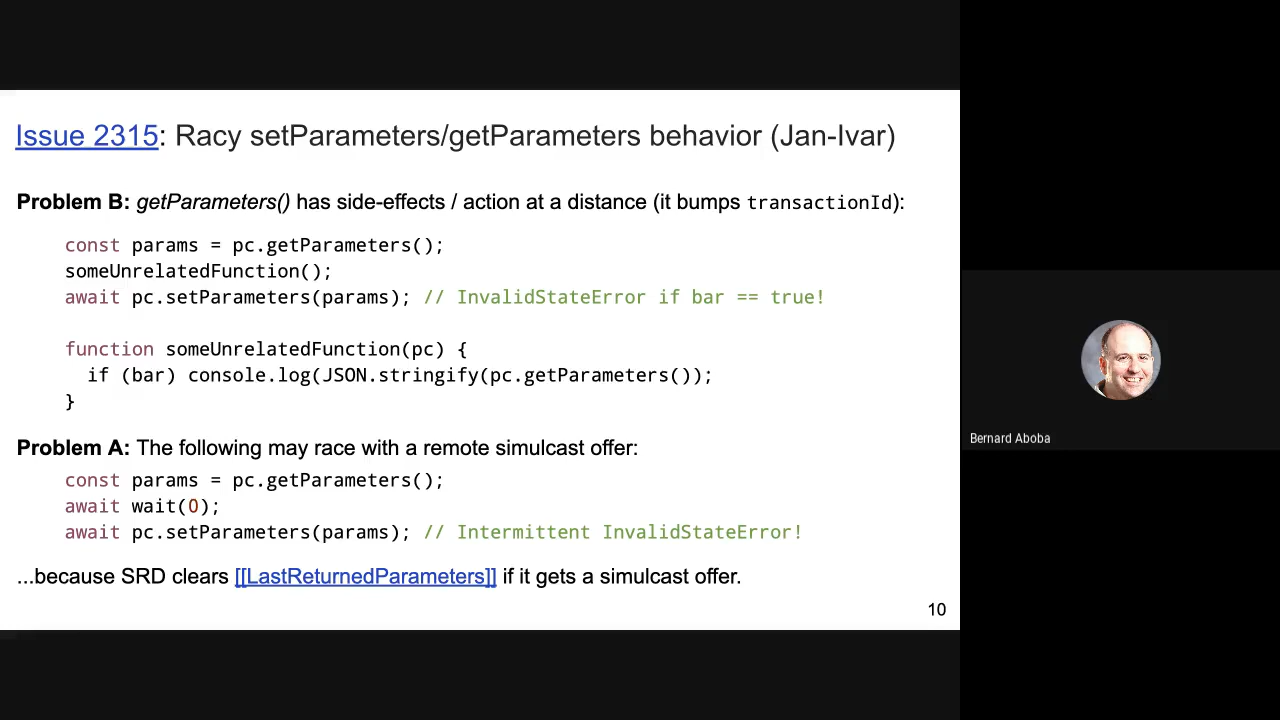 Issue 2315: Racy setParameters/getParameters behavior (Jan-Ivar)
Problem B: getParameters() has side-effects / action at a distance (it bumps transactionId):
const params = pc.getParameters();
someUnrelatedFunction();
await pc.setParameters(params); // InvalidStateError if bar == true!
function someUnrelatedFunction(pc) {
if (bar) console.log(JSON.stringify(pc.getParameters());
}
Problem A: The following may race with a remote simulcast offer:
const params = pc.getParameters();
await wait(0);
await pc.setParameters(params); // Intermittent InvalidStateError!
...because SRD clears [[LastReturnedParameters]] if it gets a simulcast offer.
10
Bernard Aboba